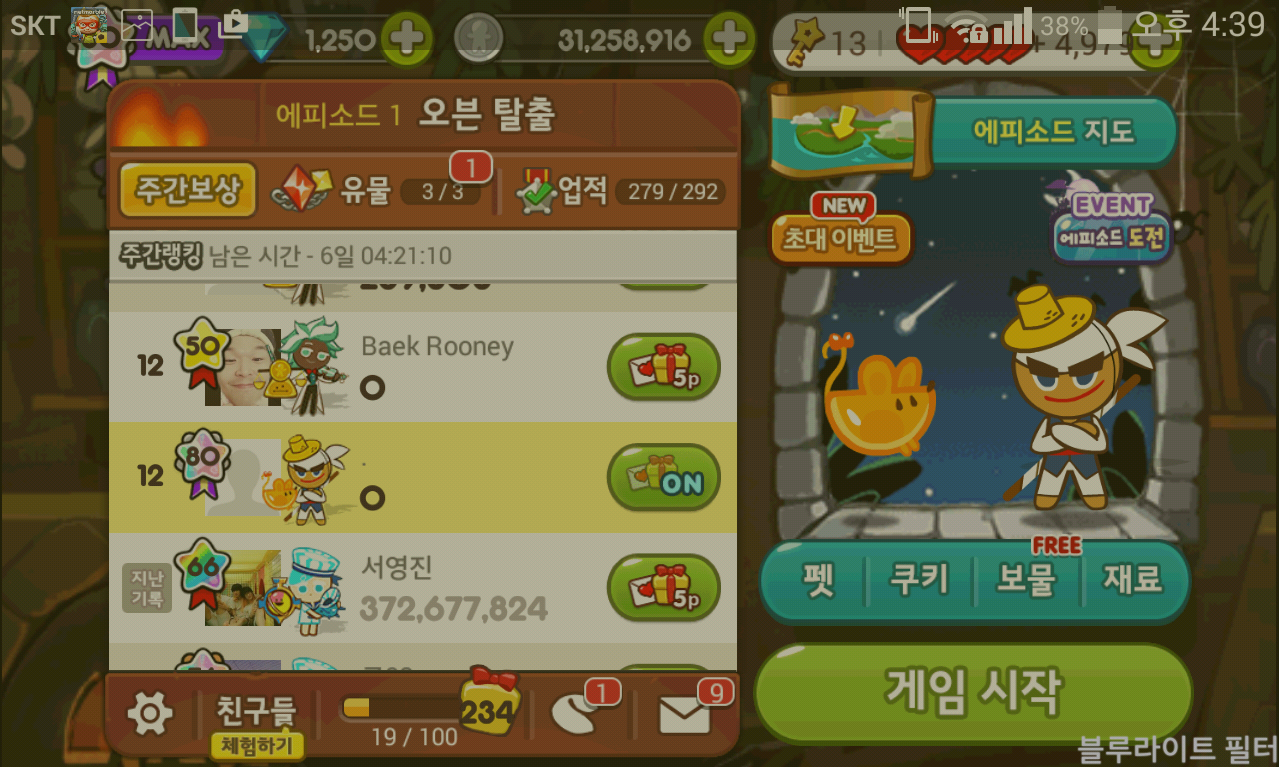 SKT 38% 오후 4:39
MAX 1,250 31,258,916 13 + 4,979
에피소드 1 오븐 탈출
에피소드 지도
주간보상 유물 3 / 3 1 업적 279 / 292
NEW
초대 이벤트
EVENT
에피소드 도전
주간랭킹 남은 시간 - 6일 04:21:10
12 50 Baek Rooney
0
5p
12 80 .
0
ON
지난
기록
66 서영진
372,677,824
5p
FREE
펫 쿠키 보물 재료
게임 시작
친구들
체험하기
234
19 / 100
1
9
블루라이트 필터